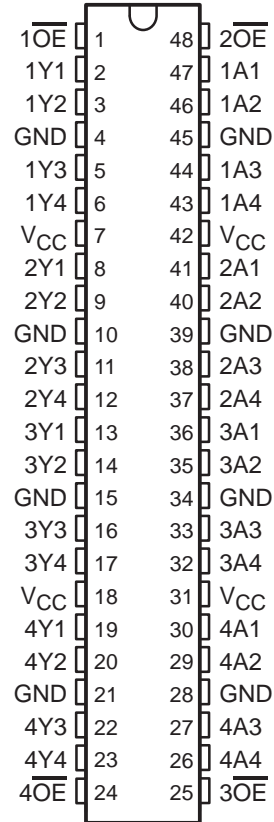 1O̅E̅ 1 48 2O̅E̅
1Y1 2 47 1A1
1Y2 3 46 1A2
GND 4 45 GND
1Y3 5 44 1A3
1Y4 6 43 1A4
VCC 7 42 VCC
2Y1 8 41 2A1
2Y2 9 40 2A2
GND 10 39 GND
2Y3 11 38 2A3
2Y4 12 37 2A4
3Y1 13 36 3A1
3Y2 14 35 3A2
GND 15 34 GND
3Y3 16 33 3A3
3Y4 17 32 3A4
VCC 18 31 VCC
4Y1 19 30 4A1
4Y2 20 29 4A2
GND 21 28 GND
4Y3 22 27 4A3
4Y4 23 26 4A4
4O̅E̅ 24 25 3O̅E̅